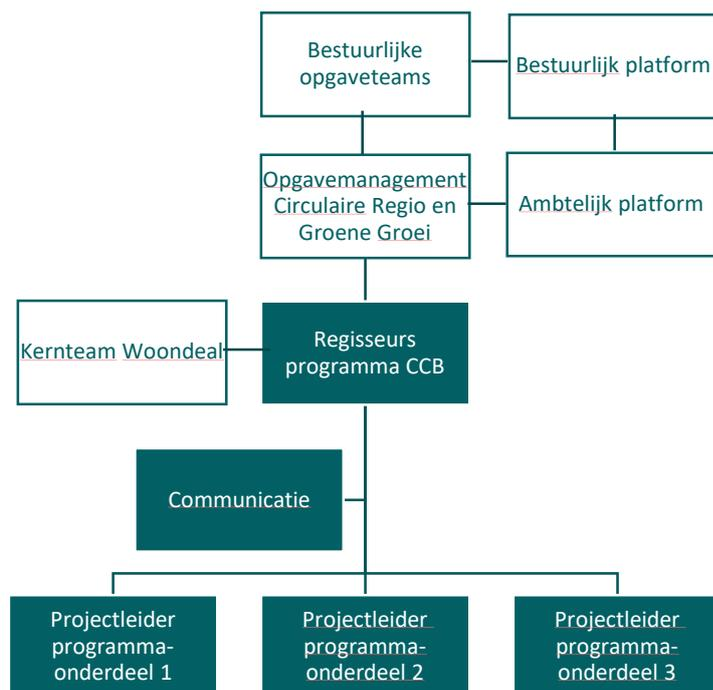 Bestuurlijke
opgaveteams
Bestuurlijk platform
Opgavemanagement
Circulaire Regio en
Groene Groei
Ambtelijk platform
Kernteam Woondeal
Regisseurs
programma CCB
Communicatie
Projectleider
programma-
onderdeel 1
Projectleider
programma-
onderdeel 2
Projectleider
programma-
onderdeel 3